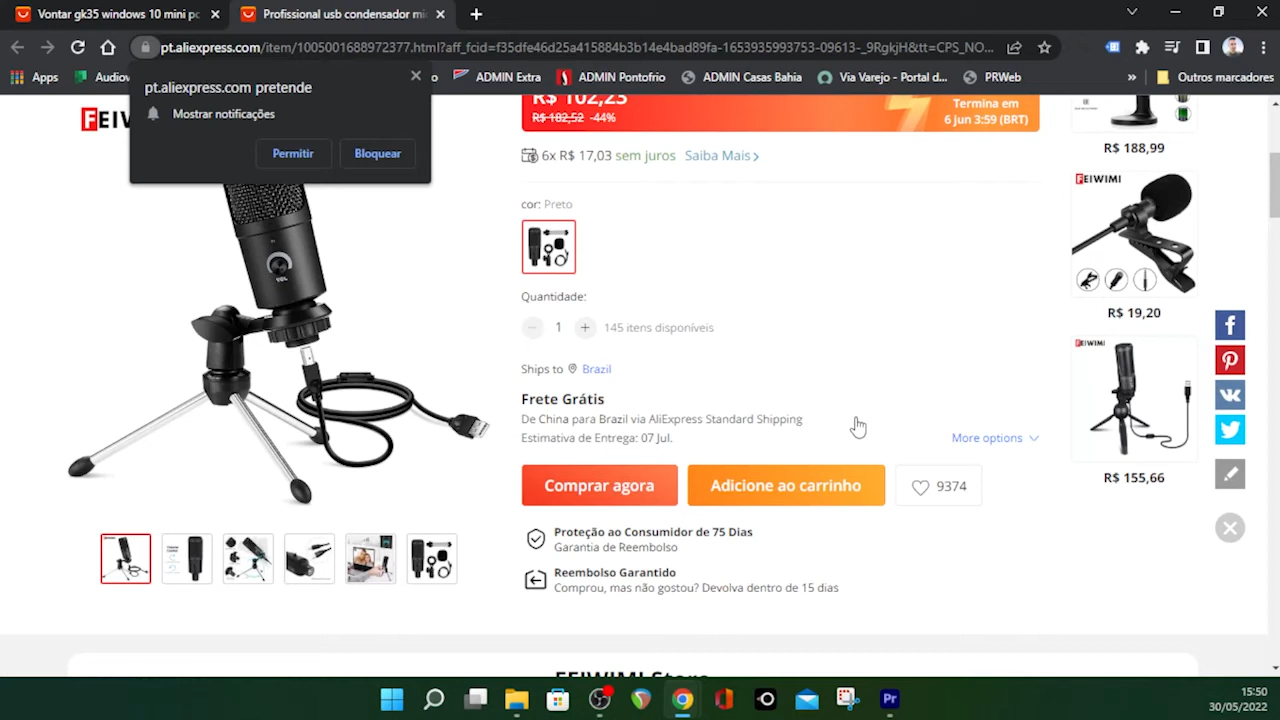 Vontar gk35 windows 10 mini pc
Profissional usb condensador mi
pt.aliexpress.com/item/1005001688972377.html?aff_fcid=f35dfe46d25a415884b3b14e4bad89fa-1653935993753-09613-_9RgkjH&tt=CPS_NO...
Apps
Audiov
ADMIN Extra
ADMIN Pontofrio
ADMIN Casas Bahia
Via Varejo - Portal d...
PRWeb
»
Outros marcadores
pt.aliexpress.com pretende
Mostrar notificações
Permitir
Bloquear
R$ 102,23
R$ 182,52 -44%
Termina em
6 jun 3:59 (BRT)
6x R$ 17,03 sem juros Saiba Mais
cor: Preto
Quantidade:
1
145 itens disponíveis
Ships to Brazil
Frete Grátis
De China para Brazil via AliExpress Standard Shipping
Estimativa de Entrega: 07 Jul.
More options
Comprar agora
Adicione ao carrinho
9374
Proteção ao Consumidor de 75 Dias
Garantia de Reembolso
Reembolso Garantido
Comprou, mas não gostou? Devolva dentro de 15 dias
VOL
R$ 188,99
FEIWIMI
R$ 19,20
FEIWIMI
R$ 155,66
FEIWIMI Store
Pr
15:50
30/05/2022